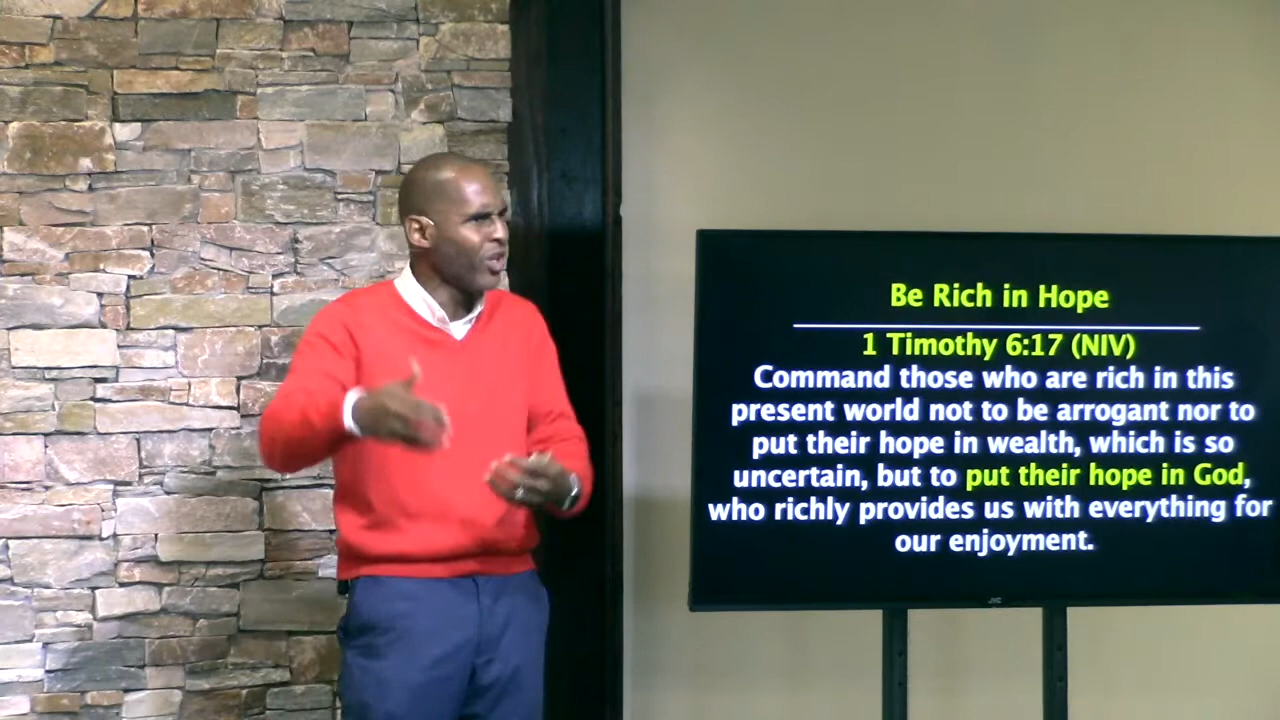 Be Rich in Hope
1 Timothy 6:17 (NIV)
Command those who are rich in this
present world not to be arrogant nor to
put their hope in wealth, which is so
uncertain, but to put their hope in God,
who richly provides us with everything for
our enjoyment.
JVC